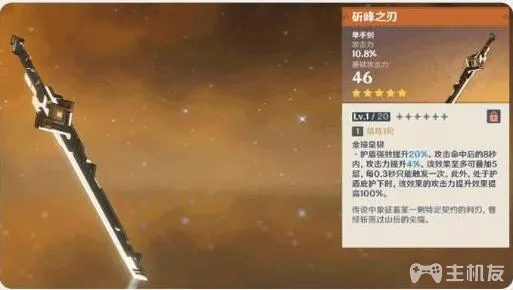 斫峰之刃
单手剑
攻击力
10.8%
基础攻击力
46
Lv.1 / 20
1 精炼1阶
金璋皇极
·护盾强效提升20%。攻击命中后的8秒
内，攻击力提升4%。该效果至多可叠加5
层，每0.3秒只能触发一次。此外，处于护
盾庇护下时，该效果的攻击力提升效果提
高100%。
传说中象征着某一则特定契约的利刃，曾
经斩落过山岳的尖端。
主机友